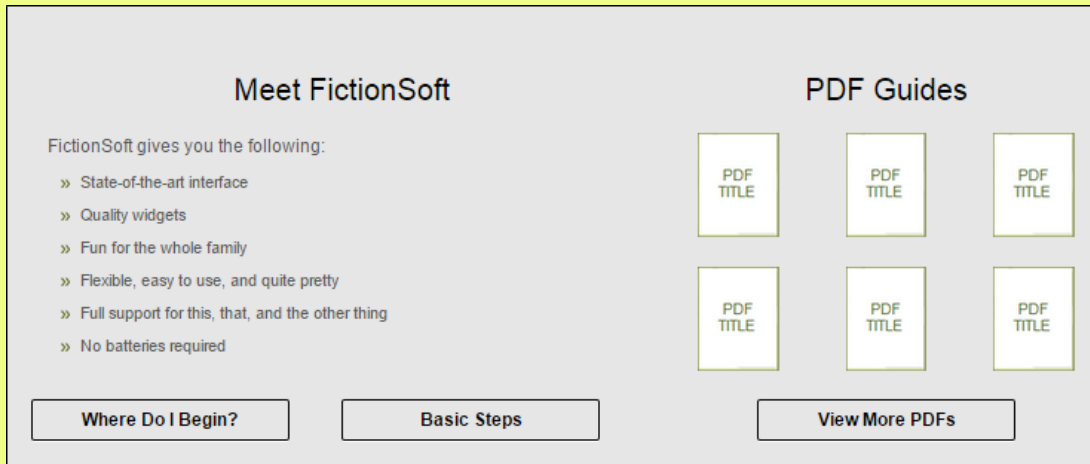 Meet FictionSoft
FictionSoft gives you the following:
» State-of-the-art interface
» Quality widgets
» Fun for the whole family
» Flexible, easy to use, and quite pretty
» Full support for this, that, and the other thing
» No batteries required
Where Do I Begin?
Basic Steps
PDF Guides
PDF
TITLE
PDF
TITLE
PDF
TITLE
PDF
TITLE
PDF
TITLE
PDF
TITLE
View More PDFs